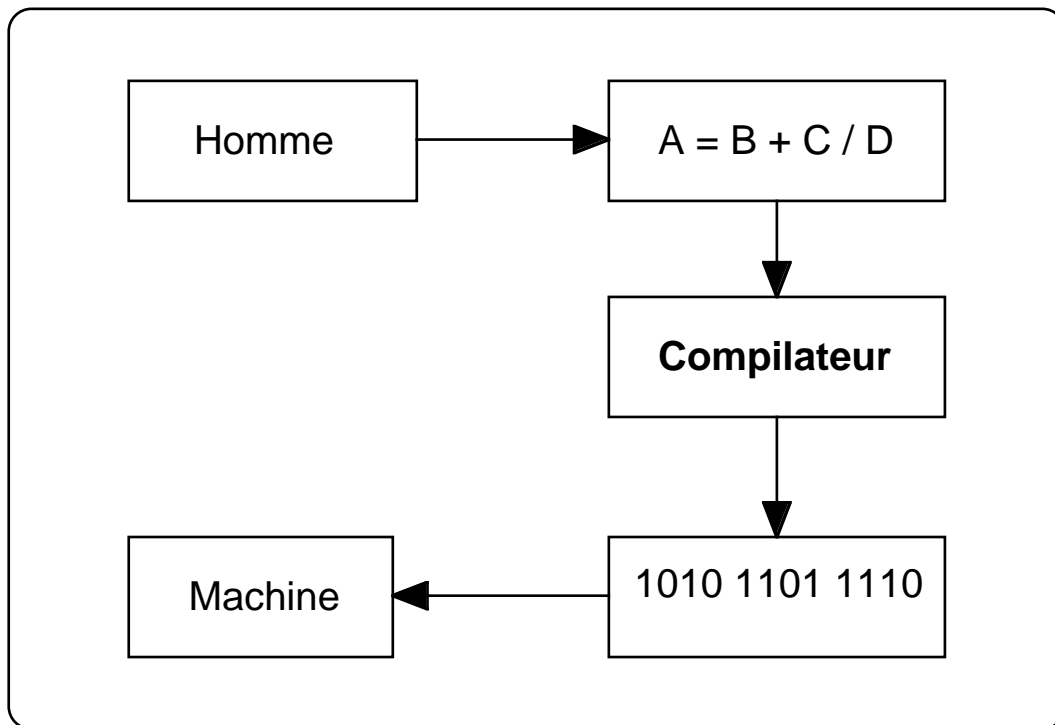 Homme
A = B + C / D
Compilateur
Machine
1010 1101 1110